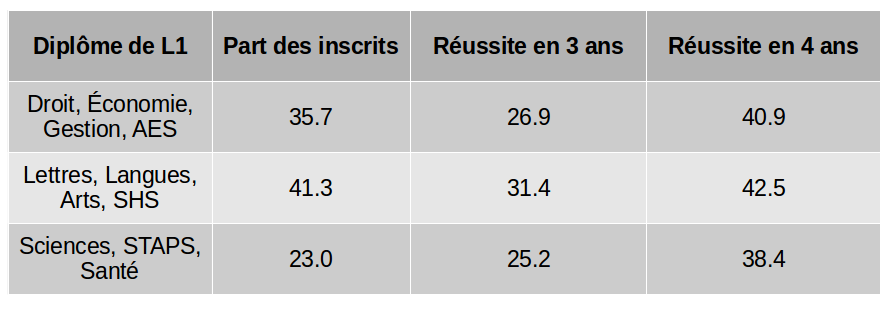 Diplôme de L1 Part des inscrits Réussite en 3 ans Réussite en 4 ans
Droit, Économie,
Gestion, AES 35.7 26.9 40.9
Lettres, Langues,
Arts, SHS 41.3 31.4 42.5
Sciences, STAPS,
Santé 23.0 25.2 38.4